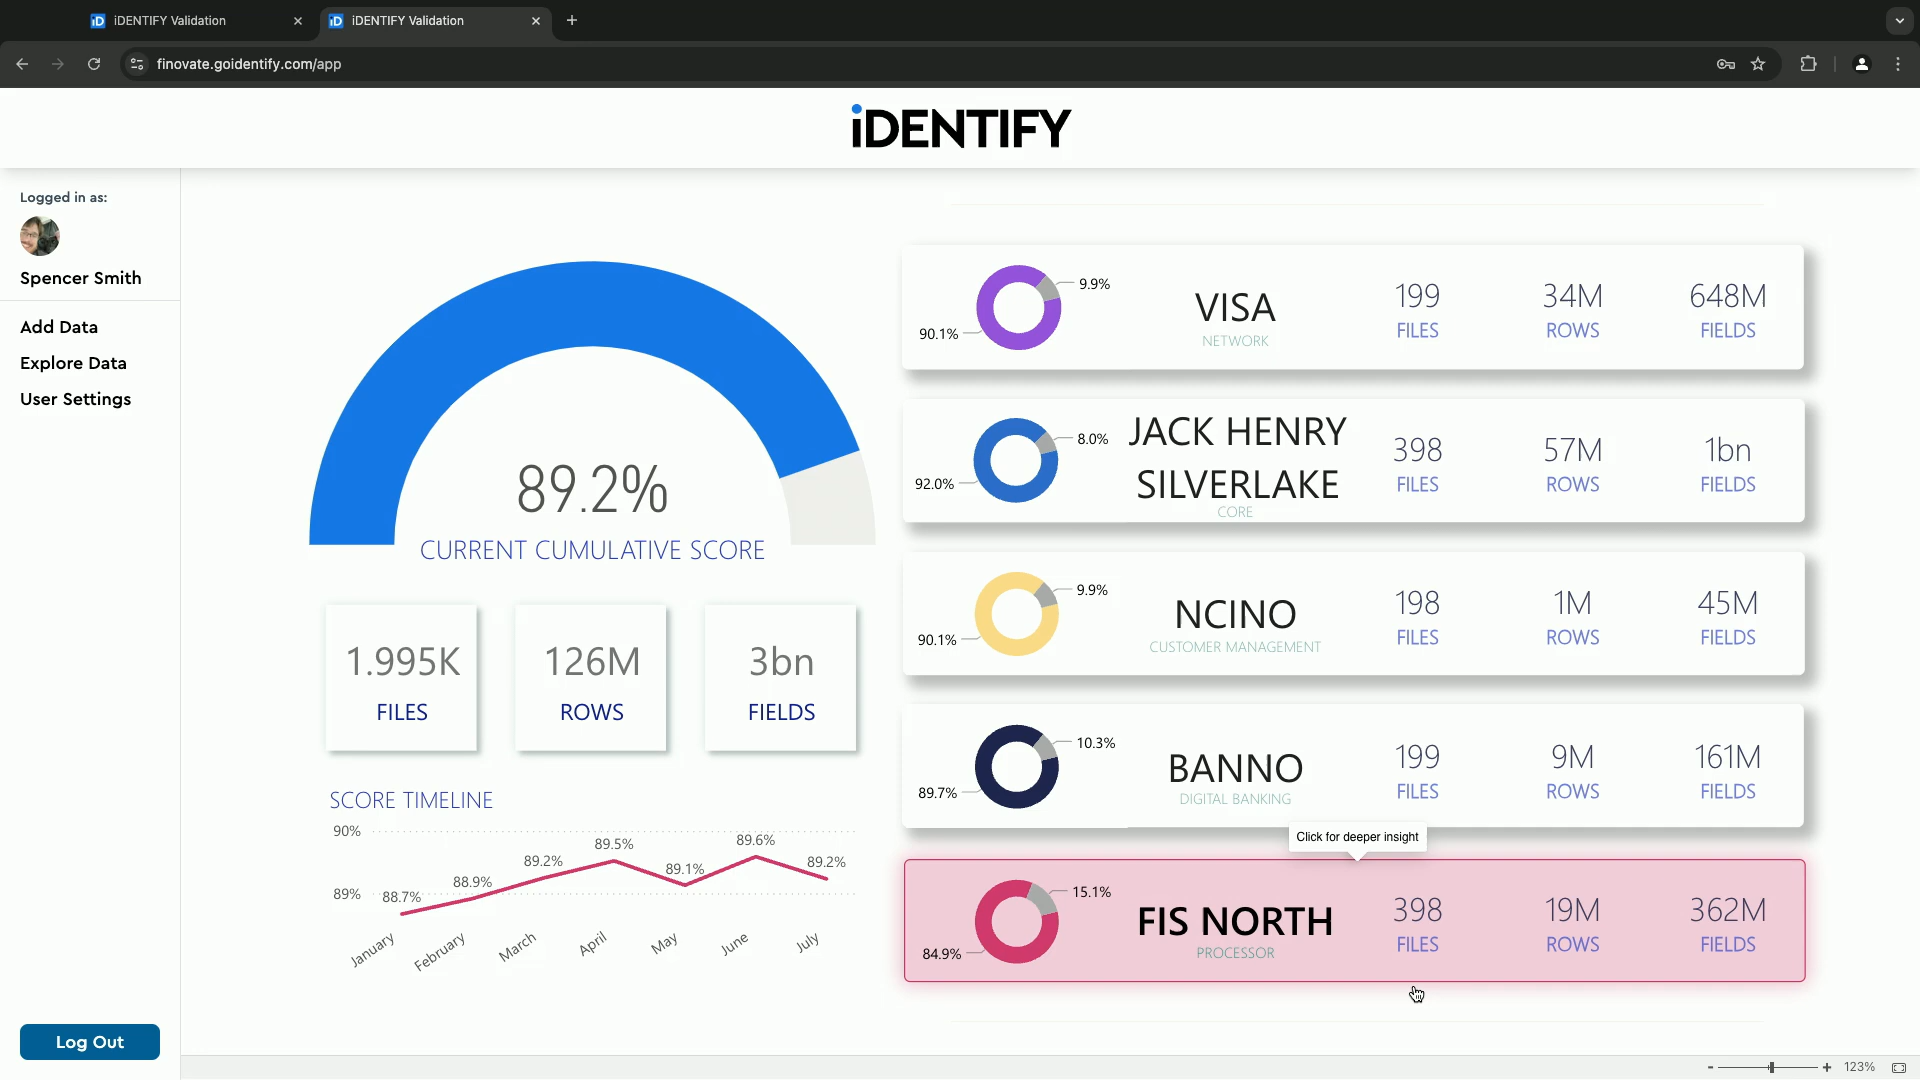 iDENTIFY Validation
iDENTIFY Validation
finovate.goidentify.com/app
iDENTIFY
Logged in as:
Spencer Smith
Add Data
Explore Data
User Settings
Log Out
89.2%
CURRENT CUMULATIVE SCORE
1.995K
FILES
126M
ROWS
3bn
FIELDS
SCORE TIMELINE
90%
89%
88.7%
88.9%
89.2%
89.5%
89.1%
89.6%
89.2%
January
February
March
April
May
June
July
9.9%
90.1%
VISA
NETWORK
199
FILES
34M
ROWS
648M
FIELDS
8.0%
92.0%
JACK HENRY
SILVERLAKE
CORE
398
FILES
57M
ROWS
1bn
FIELDS
9.9%
90.1%
NCINO
CUSTOMER MANAGEMENT
198
FILES
1M
ROWS
45M
FIELDS
10.3%
89.7%
BANNO
DIGITAL BANKING
199
FILES
9M
ROWS
161M
FIELDS
Click for deeper insight
15.1%
84.9%
FIS NORTH
PROCESSOR
398
FILES
19M
ROWS
362M
FIELDS
- + 123%